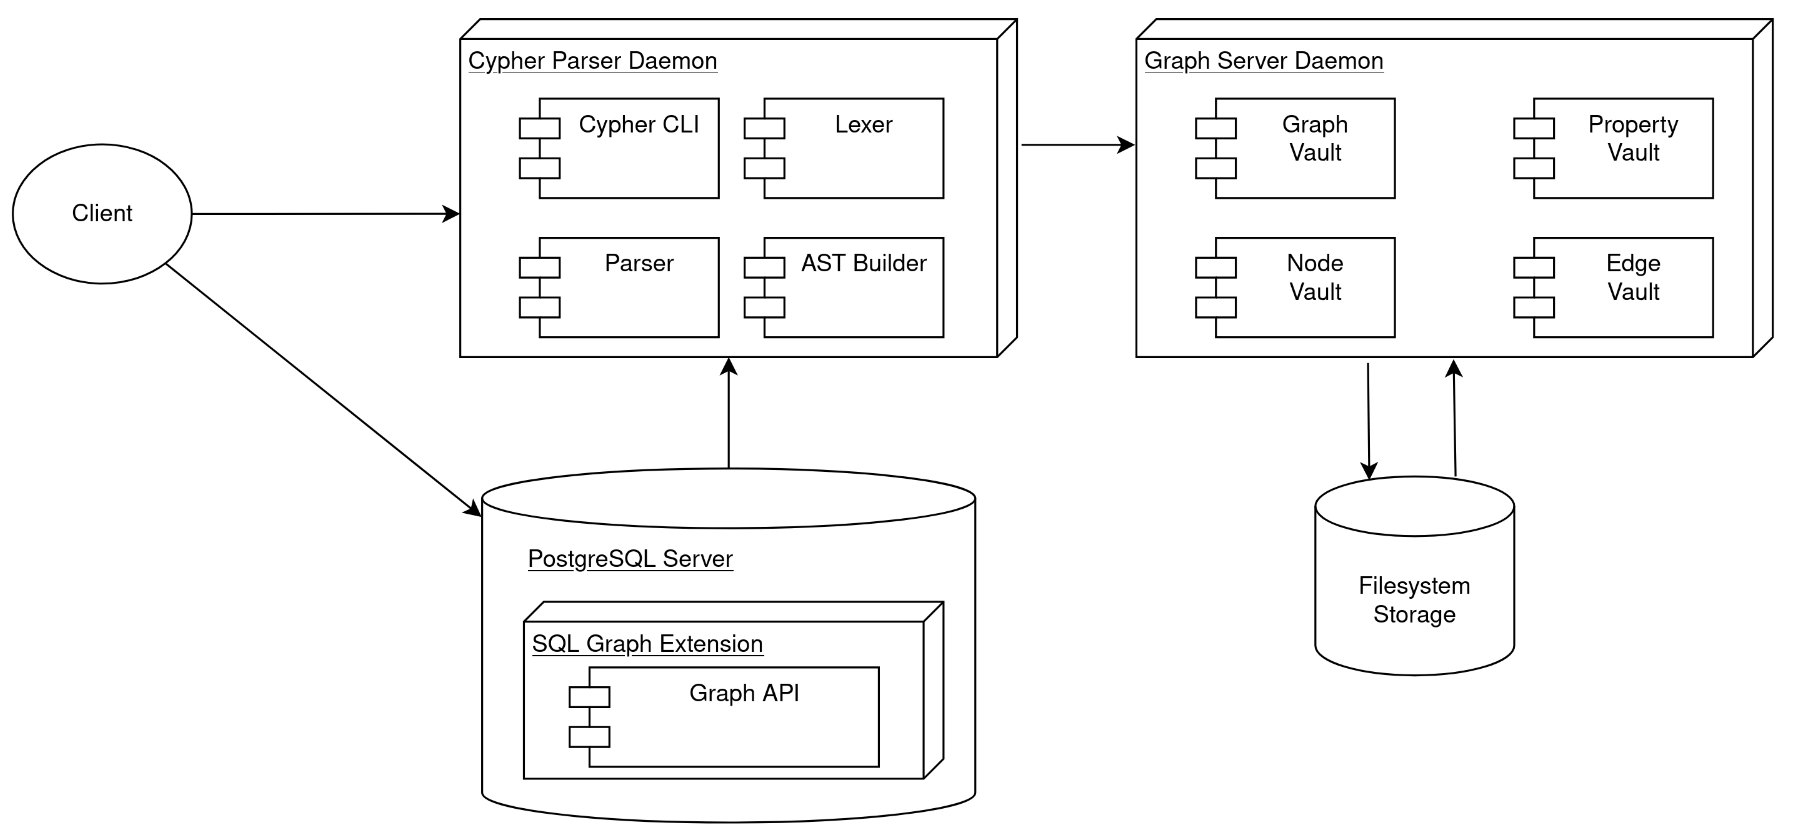 Client
Cypher Parser Daemon
Cypher CLI
Lexer
Parser
AST Builder
Graph Server Daemon
Graph
Vault
Property
Vault
Node
Vault
Edge
Vault
PostgreSQL Server
SQL Graph Extension
Graph API
Filesystem
Storage